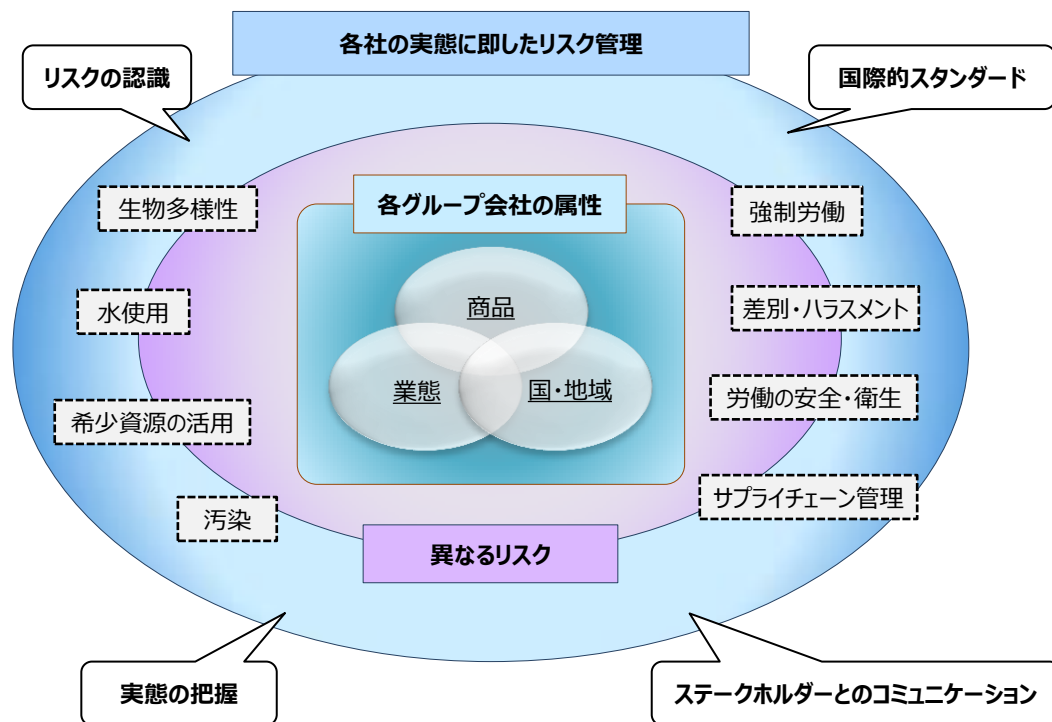 各社の実態に即したリスク管理
リスクの認識
国際的スタンダード
生物多様性
各グループ会社の属性
強制労働
水使用
商品
差別・ハラスメント
業態
国・地域
労働の安全・衛生
希少資源の活用
サプライチェーン管理
汚染
異なるリスク
実態の把握
ステークホルダーとのコミュニケーション